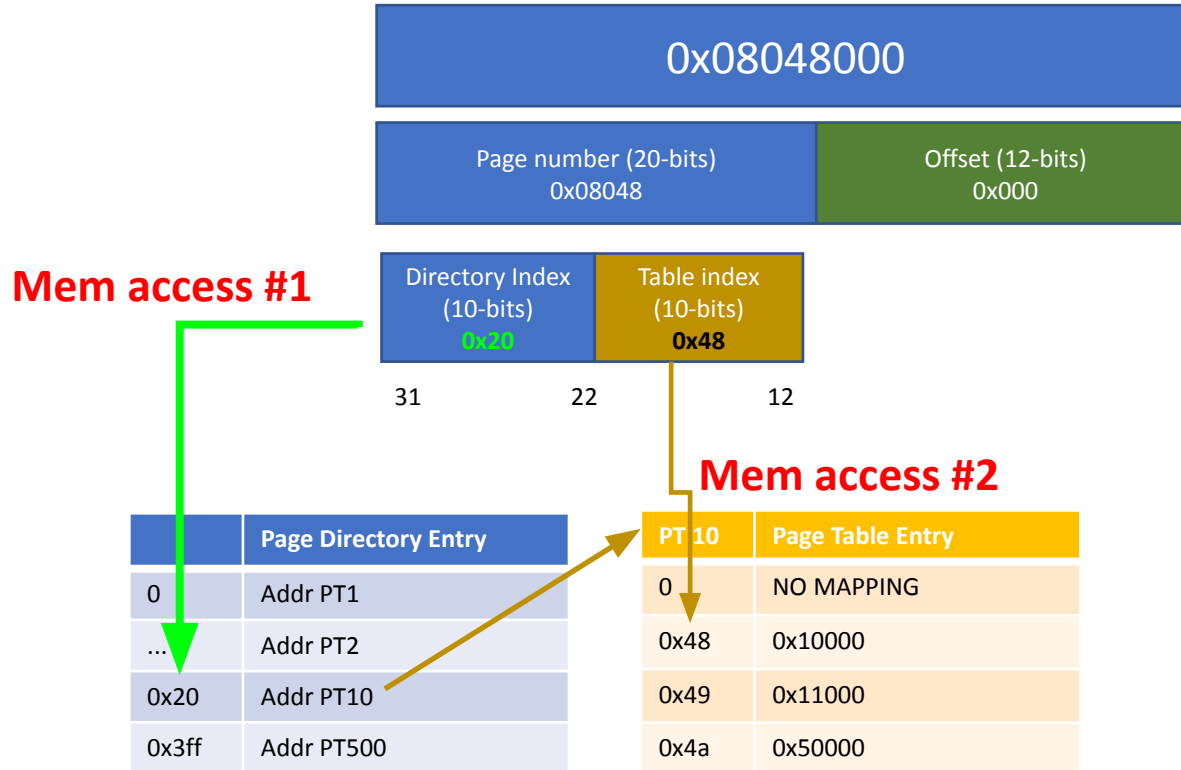 0x08048000
Page number (20-bits)
0x08048
Offset (12-bits)
0x000
Mem access #1
Directory Index
(10-bits)
0x20
Table index
(10-bits)
0x48
31 22 12
Mem access #2
Page Directory Entry
0 Addr PT1
... Addr PT2
0x20 Addr PT10
0x3ff Addr PT500
PT 10 Page Table Entry
0 NO MAPPING
0x48 0x10000
0x49 0x11000
0x4a 0x50000